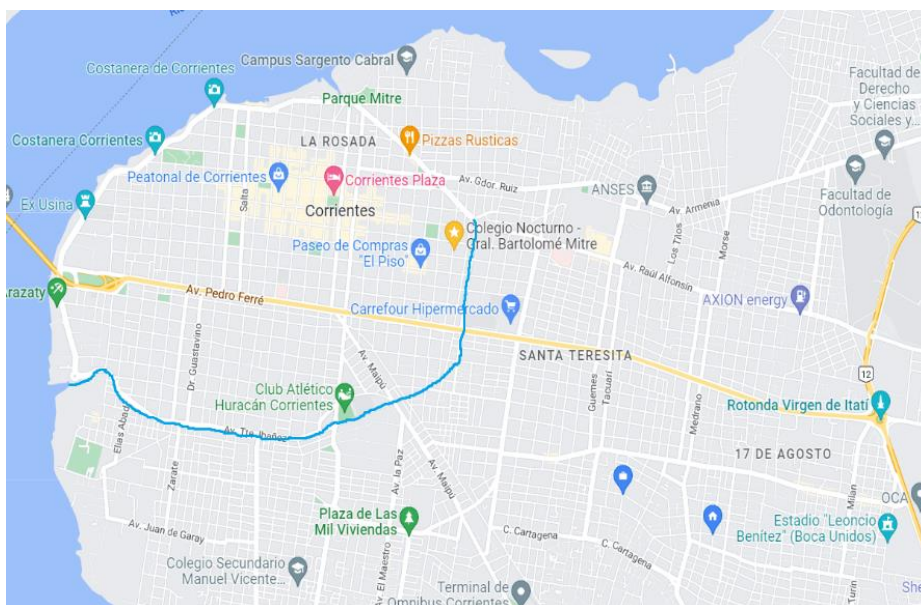 Campus Sargento Cabral
Costanera de Corrientes
Parque Mitre
Facultad de
Derecho
y Ciencias
Sociales y...
Costanera Corrientes
LA ROSADA
Pizzas Rusticas
Peatonal de Corrientes
Salta
Corrientes Plaza
Av. Gdor. Ruiz
ANSES
Av. Armenia
Facultad de
Odontología
Ex Usina
Corrientes
Colegio Nocturno -
Gral. Bartolomé Mitre
Los Tilos
Morse
Paseo de Compras
"El Piso"
Av. Raúl Alfonsín
Arazaty
Av. Pedro Ferré
Carrefour Hipermercado
AXION energy
Dr. Guastavino
Av. Maipú
SANTA TERESITA
12
Guemes
Tacuarí
Medrano
Club Atlético
Huracán Corrientes
Rotonda Virgen de Itatí
Elias Abad
Av. Tte. Ibañez
Zarate
Av. la Paz
Av. Maipú
17 DE AGOSTO
Milan
OCA
Plaza de Las
Mil Viviendas
Av. Juan de Garay
C. Cartagena
C. Cartagena
Estadio "Leoncio
Benítez" (Boca Unidos)
Colegio Secundario
Manuel Vicente...
Av. El Maestro
Terminal de
Omnibus Corrientes
She